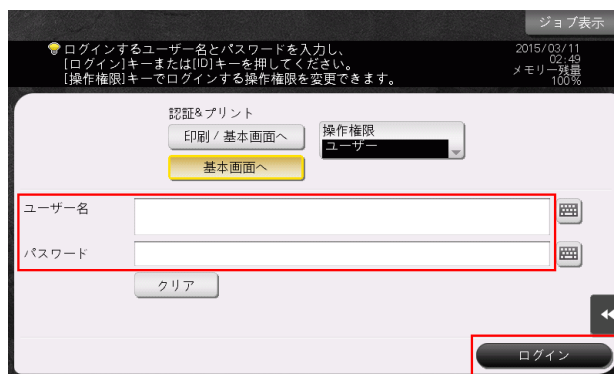 ジョブ表示
ログインするユーザー名とパスワードを入力し、
[ログイン]キーまたは[ID]キーを押してください。
[操作権限]キーでログインする操作権限を変更できます。
2015/03/11
02:49
メモリー残量
100%
認証&プリント
印刷 / 基本画面へ
操作権限
ユーザー
基本画面へ
ユーザー名
パスワード
クリア
ログイン